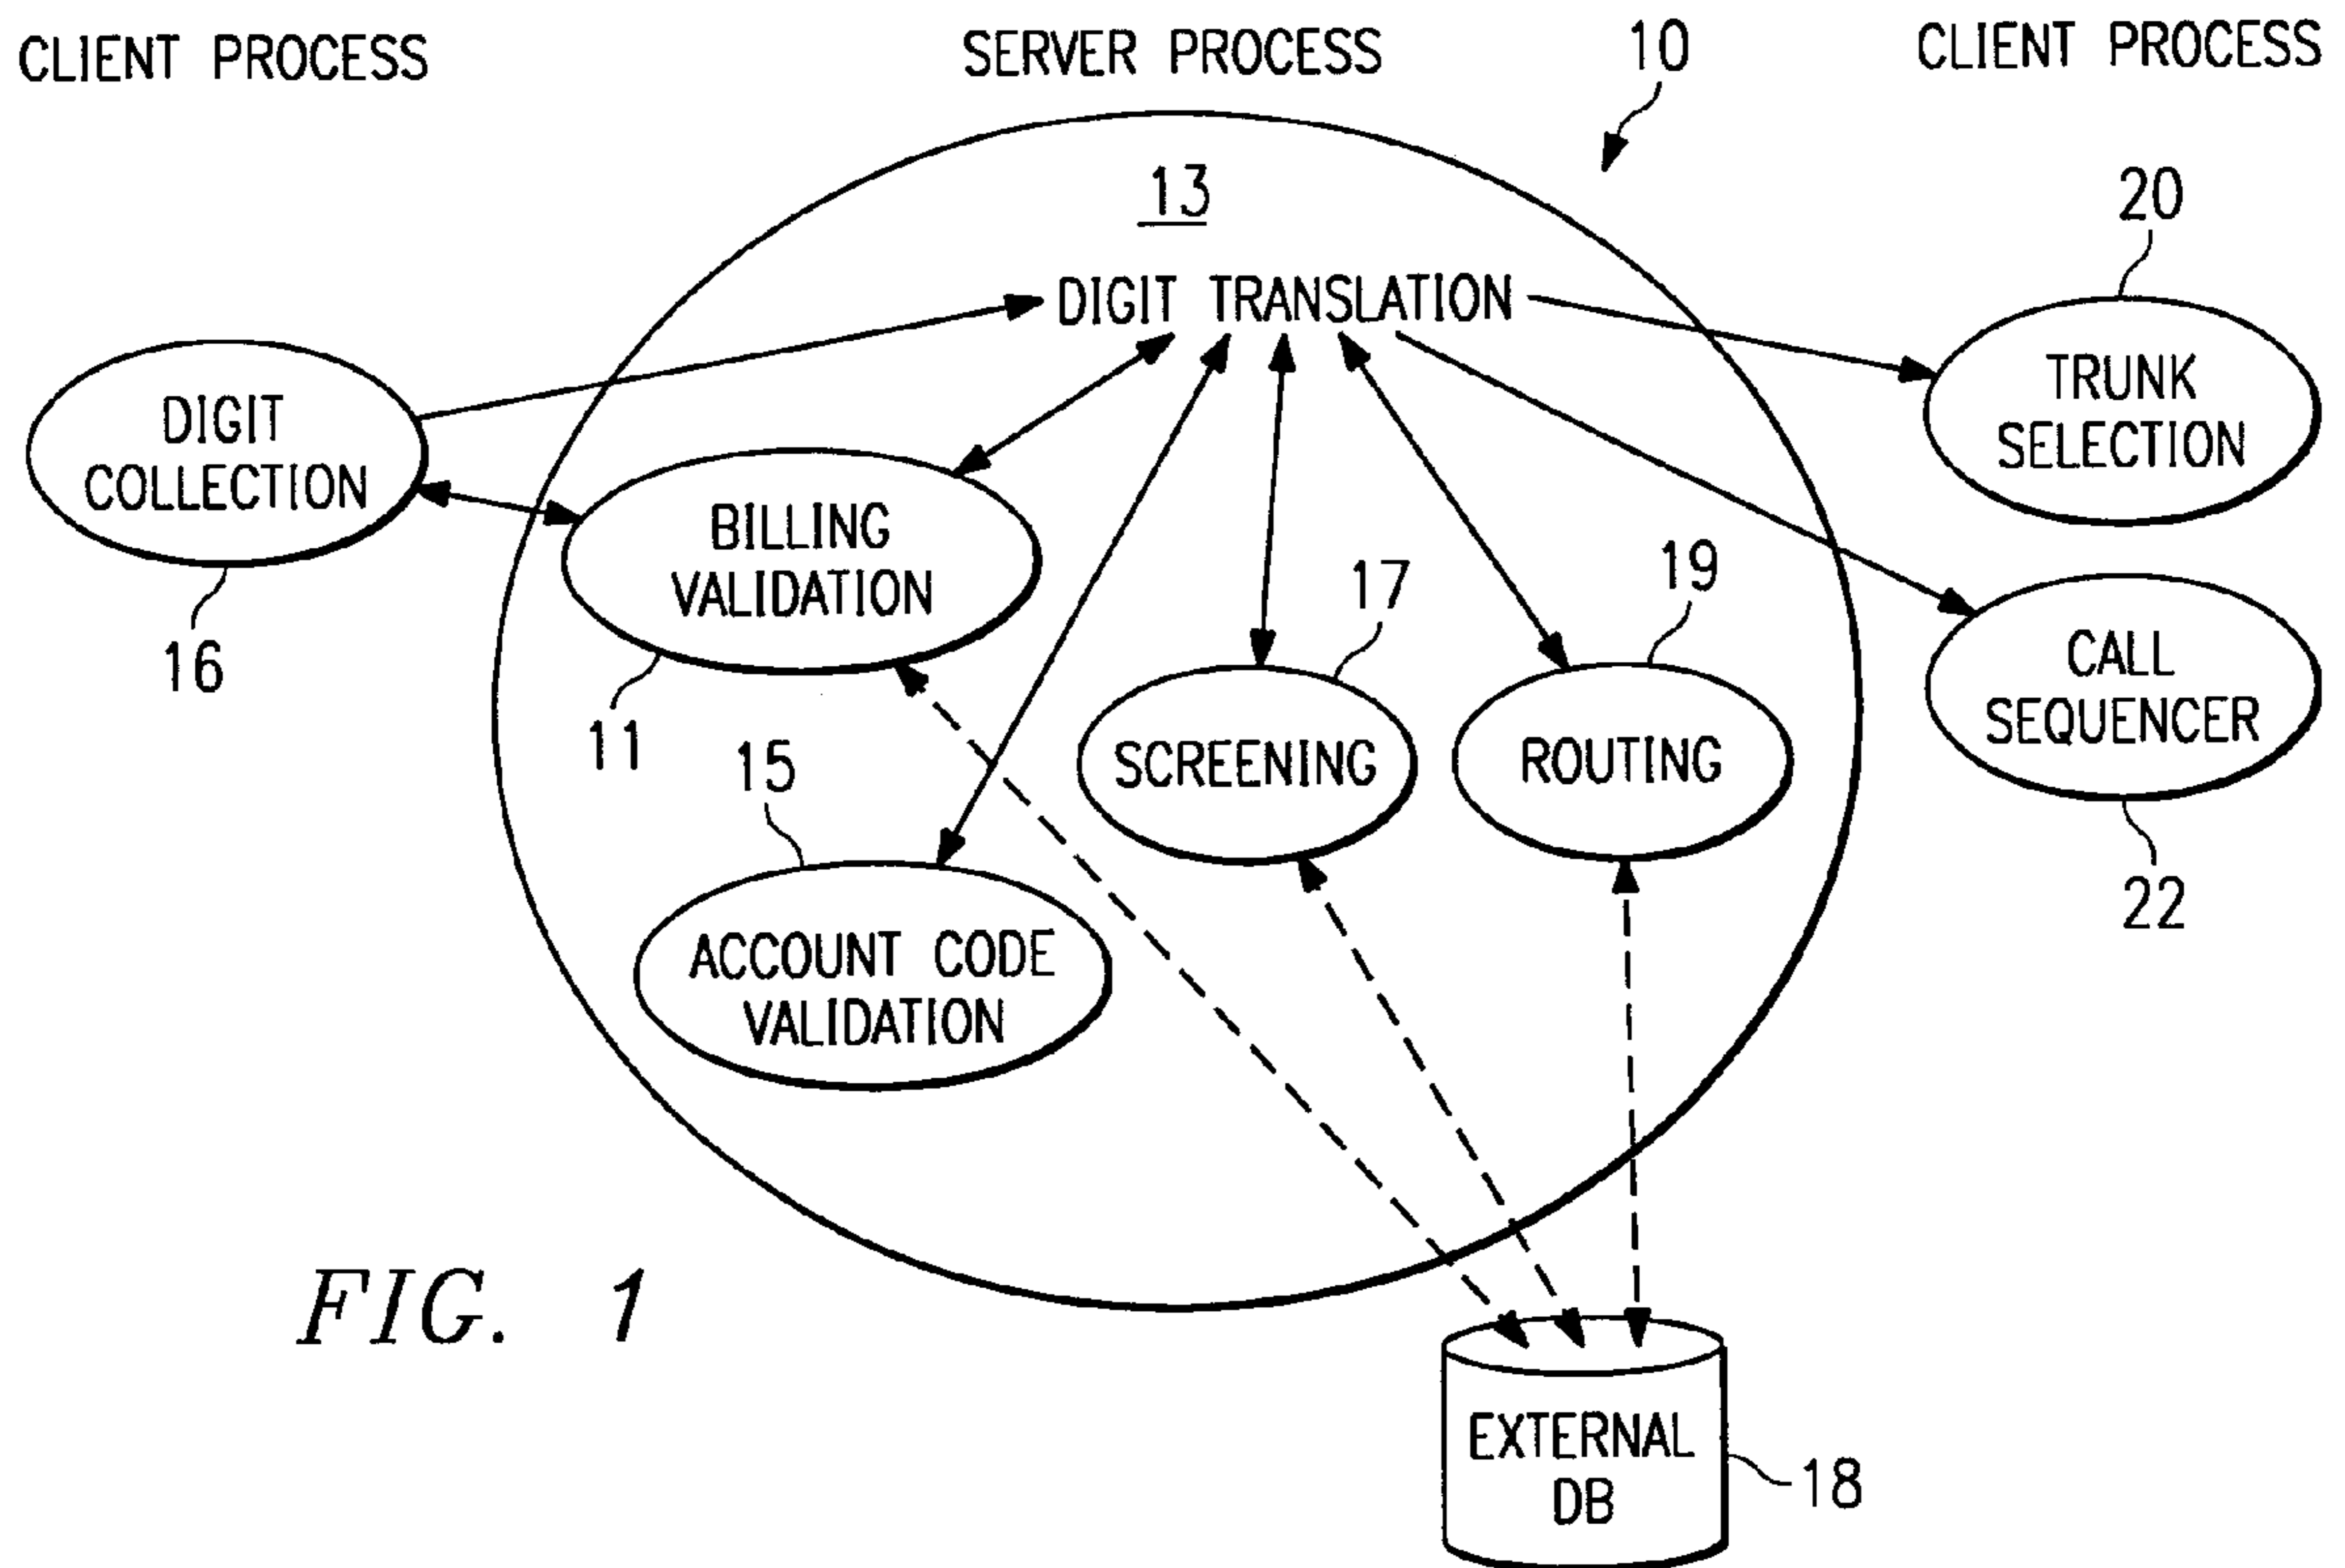 CLIENT PROCESS
SERVER PROCESS
10
CLIENT PROCESS
13
20
DIGIT TRANSLATION
TRUNK
SELECTION
DIGIT
COLLECTION
16
BILLING
VALIDATION
11
17
19
CALL
SEQUENCER
22
15
SCREENING
ROUTING
ACCOUNT CODE
VALIDATION
FIG. 1
EXTERNAL
DB
18